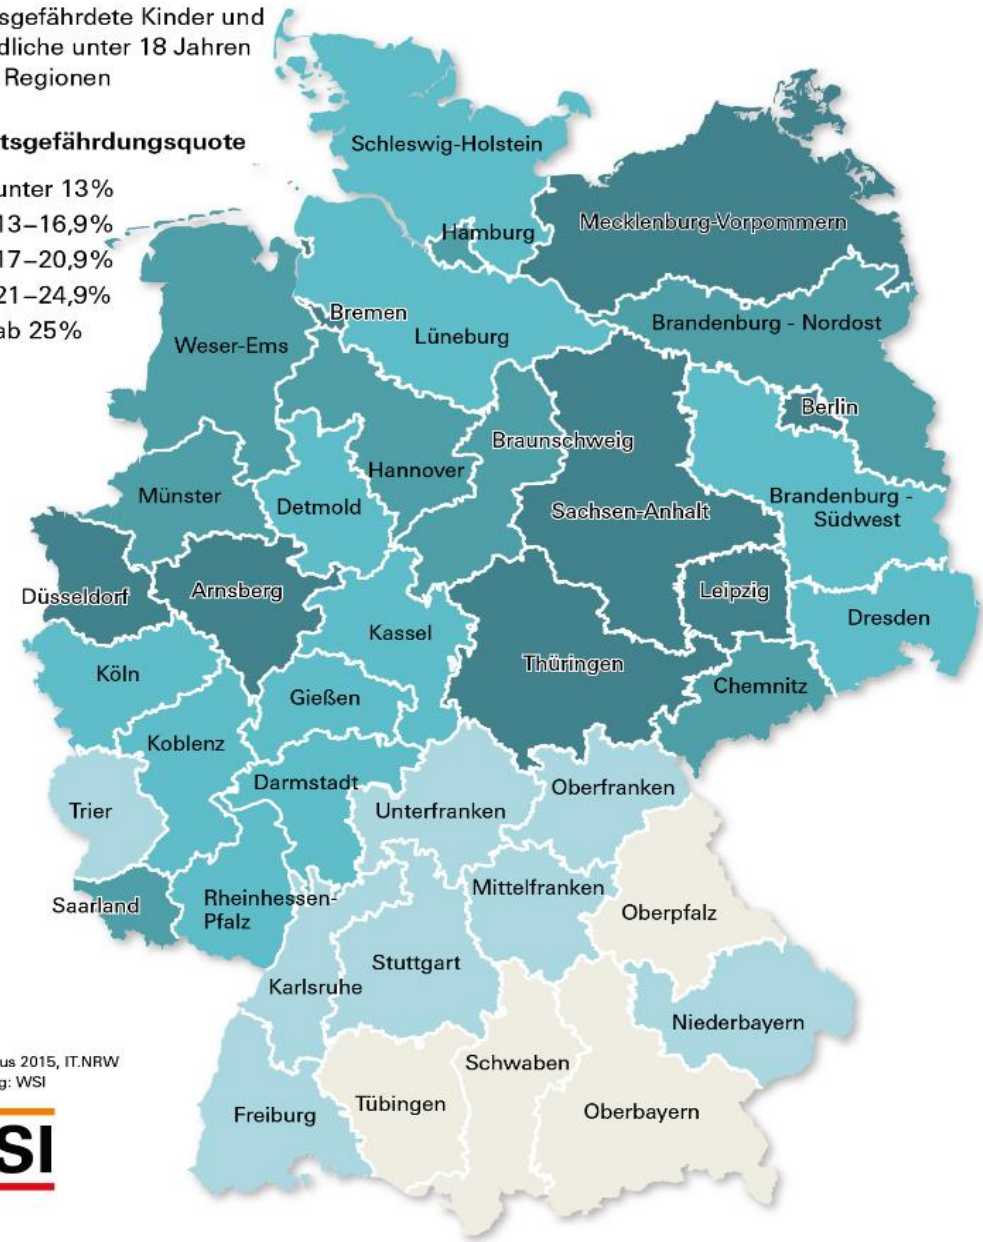 sgefährdete Kinder und
dliche unter 18 Jahren
Regionen
tsgefährdungsquote
unter 13%
13–16,9%
17–20,9%
21–24,9%
ab 25%
Schleswig-Holstein
Mecklenburg-Vorpommern
Hamburg
Bremen
Lüneburg
Brandenburg - Nordost
Weser-Ems
Berlin
Braunschweig
Hannover
Münster
Detmold
Brandenburg -
Südwest
Sachsen-Anhalt
Düsseldorf
Arnsberg
Leipzig
Dresden
Kassel
Thüringen
Köln
Chemnitz
Gießen
Koblenz
Darmstadt
Oberfranken
Trier
Unterfranken
Mittelfranken
Saarland
Rheinhessen-
Pfalz
Oberpfalz
Stuttgart
Karlsruhe
Niederbayern
Schwaben
Tübingen
Oberbayern
Freiburg
us 2015, IT.NRW
g: WSI
SI